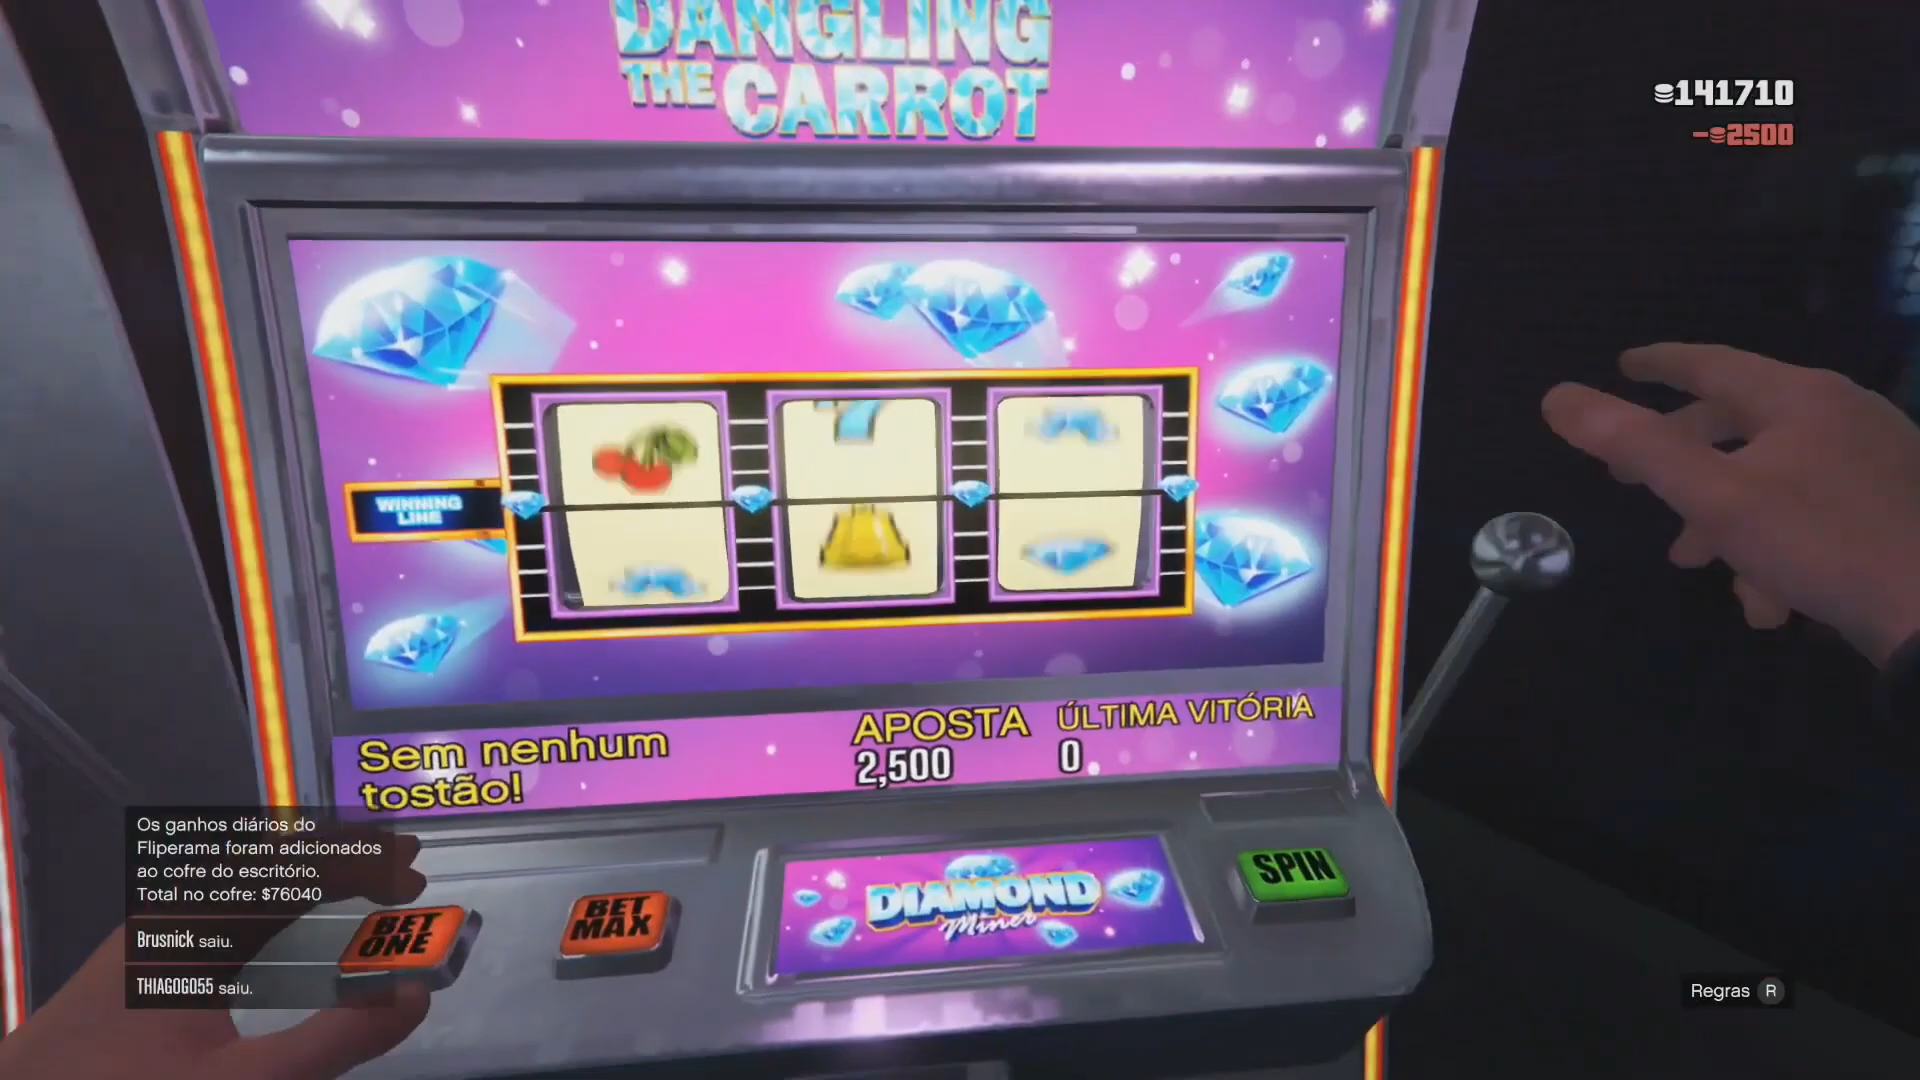 DANGLING
THE CARROT
141710
-2500
WINNING
LINE
Sem nenhum
tostão!
APOSTA
2,500
ÚLTIMA VITÓRIA
0
Os ganhos diários do
Fliperama foram adicionados
ao cofre do escritório.
Total no cofre: $76040
Brusnick saiu.
THIAGOGO55 saiu.
BET
ONE
BET
MAX
DIAMOND
Miner
SPIN
Regras R